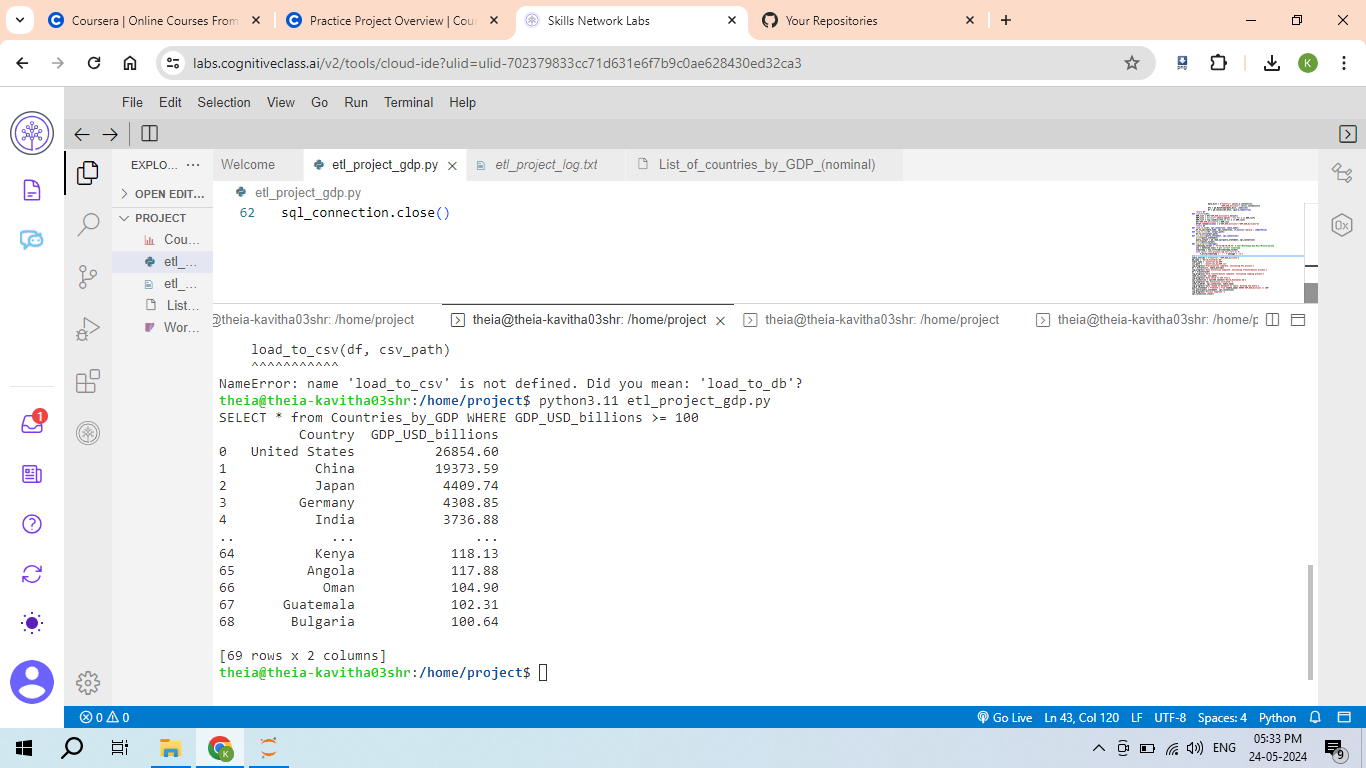 Coursera | Online Courses From
Practice Project Overview | Cou
Skills Network Labs
Your Repositories
labs.cognitiveclass.ai/v2/tools/cloud-ide?ulid=ulid-702379833cc71d631e6f7b9c0ae628430ed32ca3
png
K
File Edit Selection View Go Run Terminal Help
EXPLO... ...
Welcome
etl_project_gdp.py
etl_project_log.txt
List_of_countries_by_GDP_(nominal)
OPEN EDIT...
etl_project_gdp.py
PROJECT
62 sql_connection.close()
Cou...
etl_...
etl_...
List...
Wor...
@theia-kavitha03shr: /home/project
theia@theia-kavitha03shr: /home/project
theia@theia-kavitha03shr: /home/project
theia@theia-kavitha03shr: /home/p
load_to_csv(df, csv_path)
^^^^^^^^^^^
NameError: name 'load_to_csv' is not defined. Did you mean: 'load_to_db'?
theia@theia-kavitha03shr:/home/project$ python3.11 etl_project_gdp.py
SELECT * from Countries_by_GDP WHERE GDP_USD_billions >= 100
Country GDP_USD_billions
0 United States 26854.60
1 China 19373.59
2 Japan 4409.74
3 Germany 4308.85
4 India 3736.88
.. ... ...
64 Kenya 118.13
65 Angola 117.88
66 Oman 104.90
67 Guatemala 102.31
68 Bulgaria 100.64
[69 rows x 2 columns]
theia@theia-kavitha03shr:/home/project$
1
0x
0 0
Go Live Ln 43, Col 120 LF UTF-8 Spaces: 4 Python
K
ENG
05:33 PM
24-05-2024
9